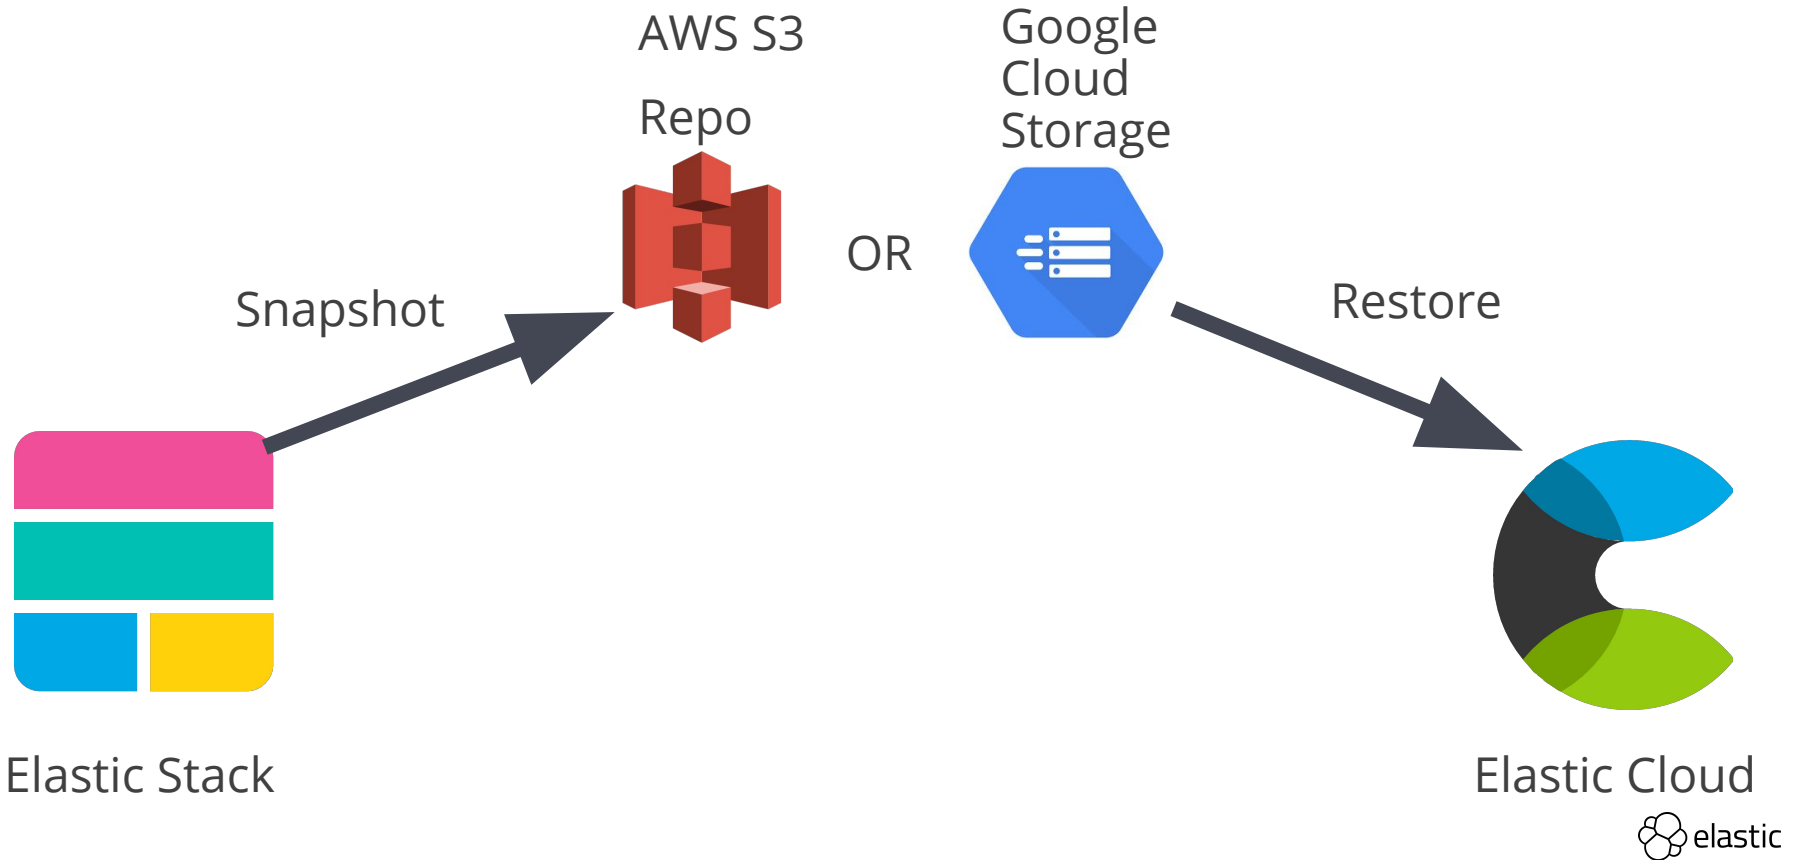 AWS S3
Repo
Google
Cloud
Storage
OR
Snapshot
Restore
Elastic Stack
Elastic Cloud
elastic